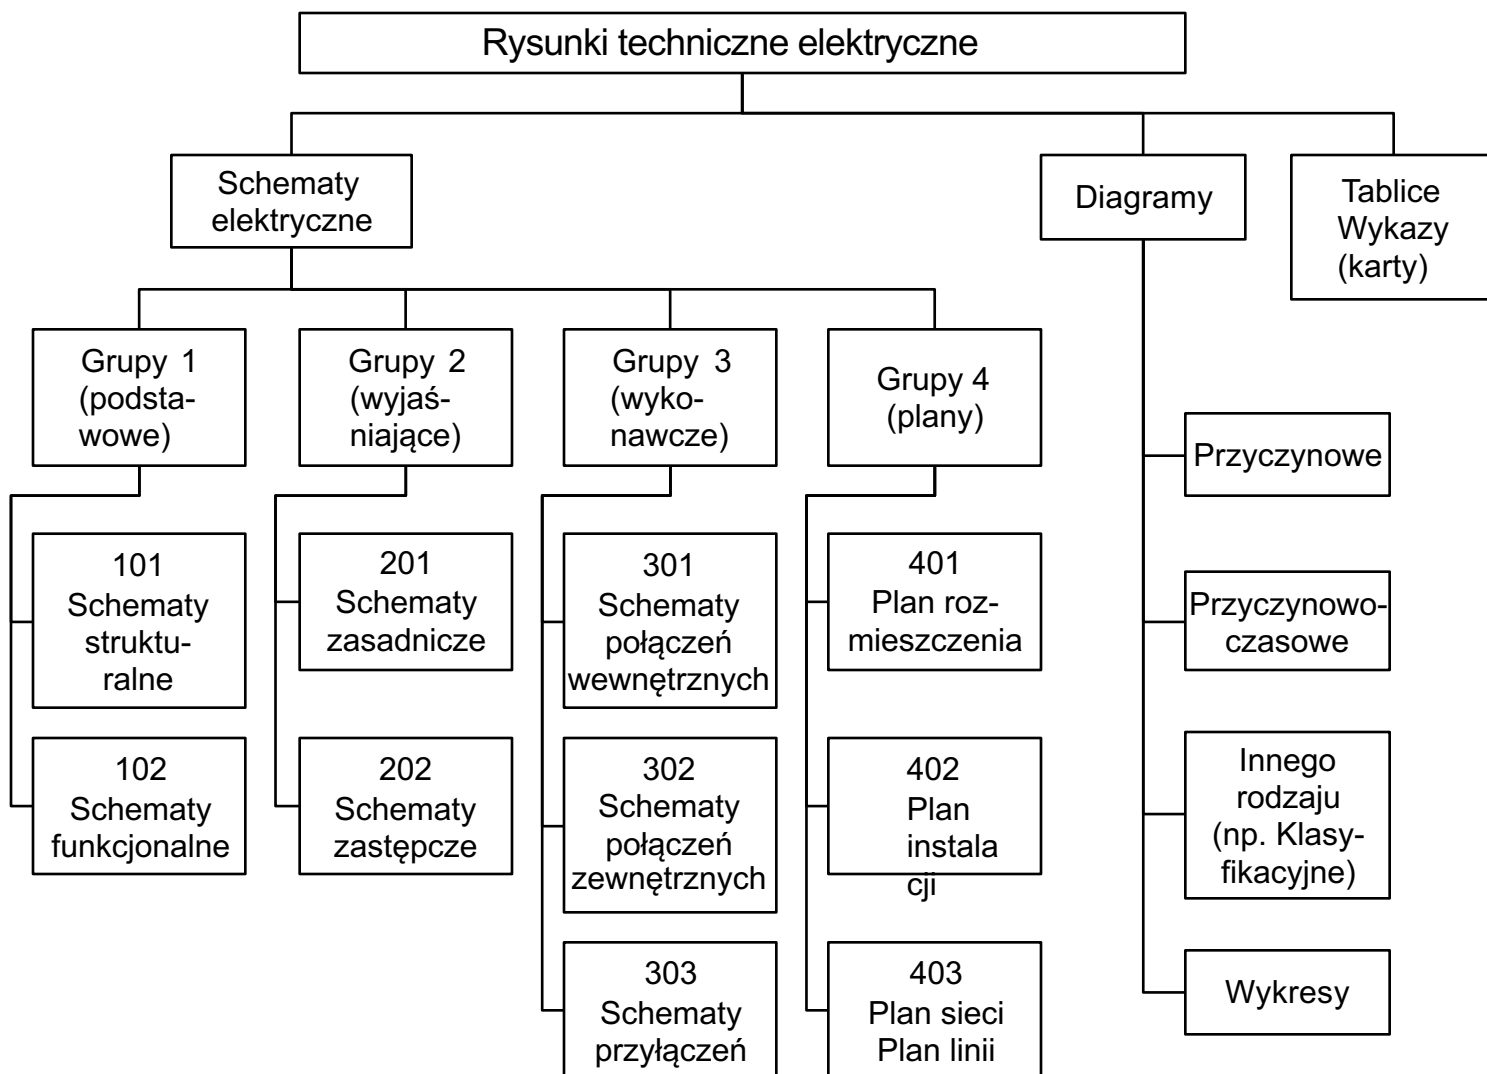 Rysunki techniczne elektryczne
Schematy
elektryczne
Diagramy
Tablice
Wykazy
(karty)
Grupy 1
(podsta-
wowe)
Grupy 2
(wyjaś-
niające)
Grupy 3
(wyko-
nawcze)
Grupy 4
(plany)
101
Schematy
struktu-
ralne
102
Schematy
funkcjonalne
201
Schematy
zasadnicze
202
Schematy
zastępcze
301
Schematy
połączeń
wewnętrznych
302
Schematy
połączeń
zewnętrznych
303
Schematy
przyłączeń
401
Plan roz-
mieszczenia
402
Plan
instala
cji
403
Plan sieci
Plan linii
Przyczynowe
Przyczynowo-
czasowe
Innego
rodzaju
(np. Klasy-
fikacyjne)
Wykresy